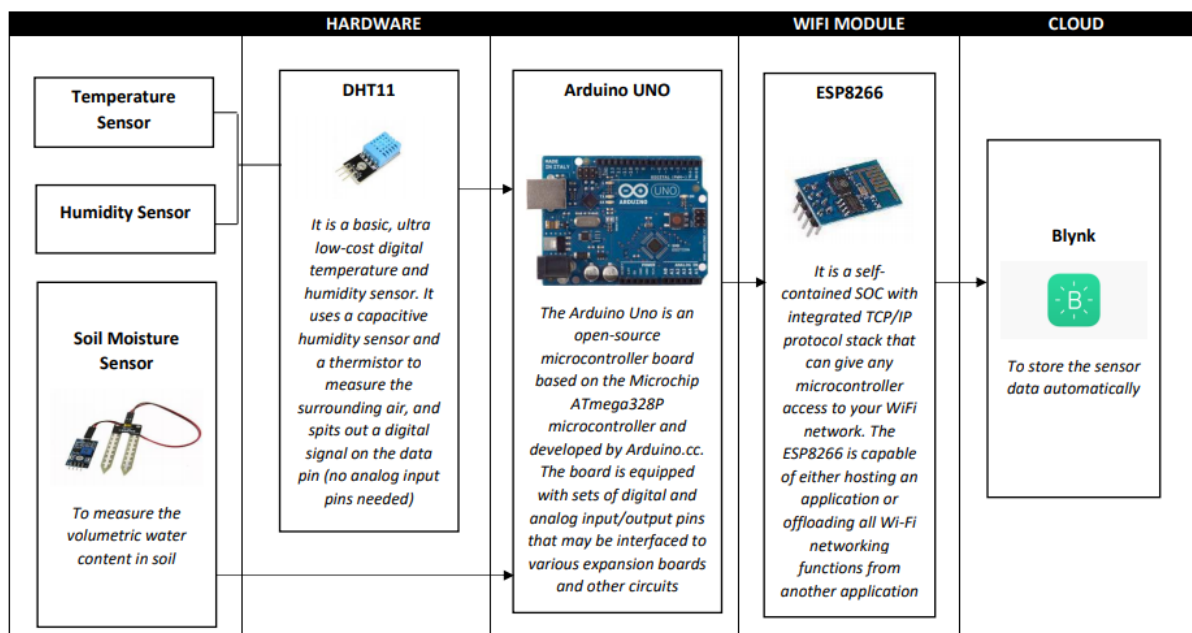 HARDWARE
WIFI MODULE
CLOUD
Temperature
Sensor
Humidity Sensor
Soil Moisture
Sensor
To measure the
volumetric water
content in soil
DHT11
It is a basic, ultra
low-cost digital
temperature and
humidity sensor. It
uses a capacitive
humidity sensor and
a thermistor to
measure the
surrounding air, and
spits out a digital
signal on the data
pin (no analog input
pins needed)
Arduino UNO
MADE
IN ITALY
UNO
ARDUINO
The Arduino Uno is an
open-source
microcontroller board
based on the Microchip
ATmega328P
microcontroller and
developed by Arduino.cc.
The board is equipped
with sets of digital and
analog input/output pins
that may be interfaced to
various expansion boards
and other circuits
ESP8266
It is a self-
contained SOC with
integrated TCP/IP
protocol stack that
can give any
microcontroller
access to your WiFi
network. The
ESP8266 is capable
of either hosting an
application or
offloading all Wi-Fi
networking
functions from
another application
Blynk
B
To store the sensor
data automatically